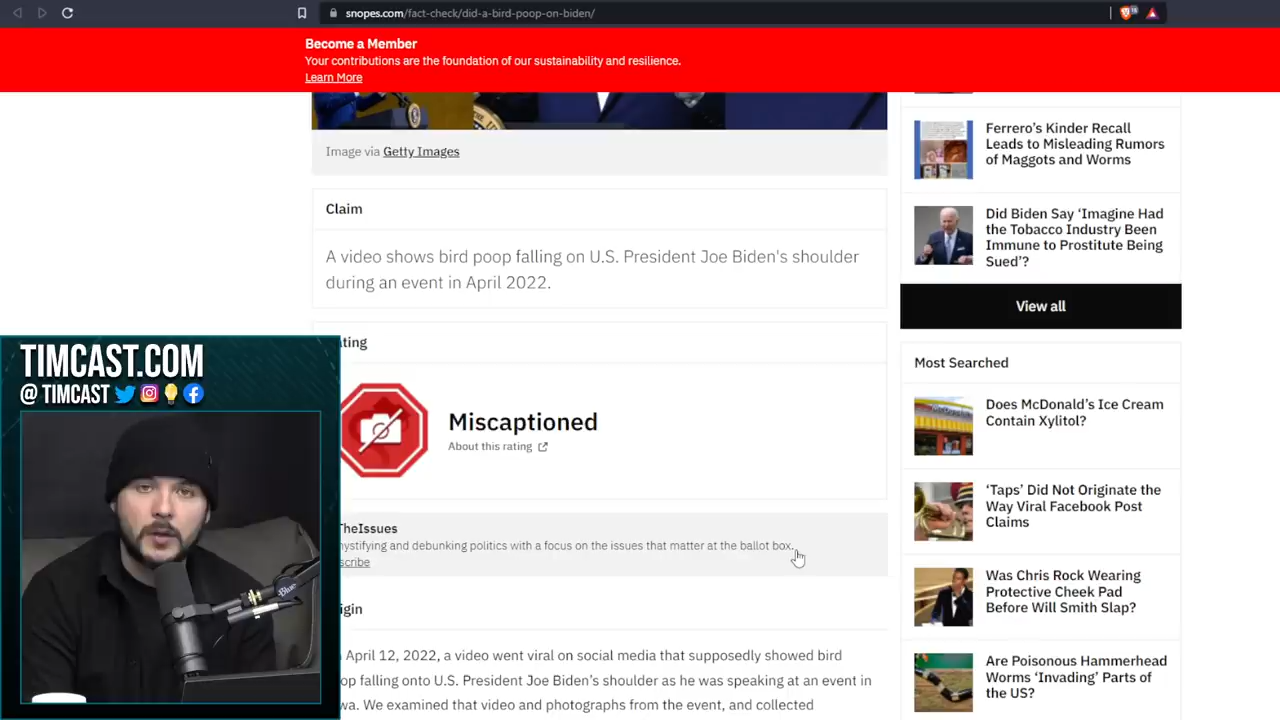 snopes.com/fact-check/did-a-bird-poop-on-biden/
Become a Member
Your contributions are the foundation of our sustainability and resilience.
Learn More
Image via Getty Images
Claim
A video shows bird poop falling on U.S. President Joe Biden's shoulder
during an event in April 2022.
ating
Miscaptioned
About this rating
TheIssues
mystifying and debunking politics with a focus on the issues that matter at the ballot box.
scribe
igin
April 12, 2022, a video went viral on social media that supposedly showed bird
op falling onto U.S. President Joe Biden's shoulder as he was speaking at an event in
wa. We examined that video and photographs from the event, and collected
Ferrero's Kinder Recall
Leads to Misleading Rumors
of Maggots and Worms
Did Biden Say 'Imagine Had
the Tobacco Industry Been
Immune to Prostitute Being
Sued'?
View all
Most Searched
Does McDonald's Ice Cream
Contain Xylitol?
'Taps' Did Not Originate the
Way Viral Facebook Post
Claims
Was Chris Rock Wearing
Protective Cheek Pad
Before Will Smith Slap?
Are Poisonous Hammerhead
Worms 'Invading' Parts of
the US?
TIMCAST.COM
@ TIMCAST
Blue